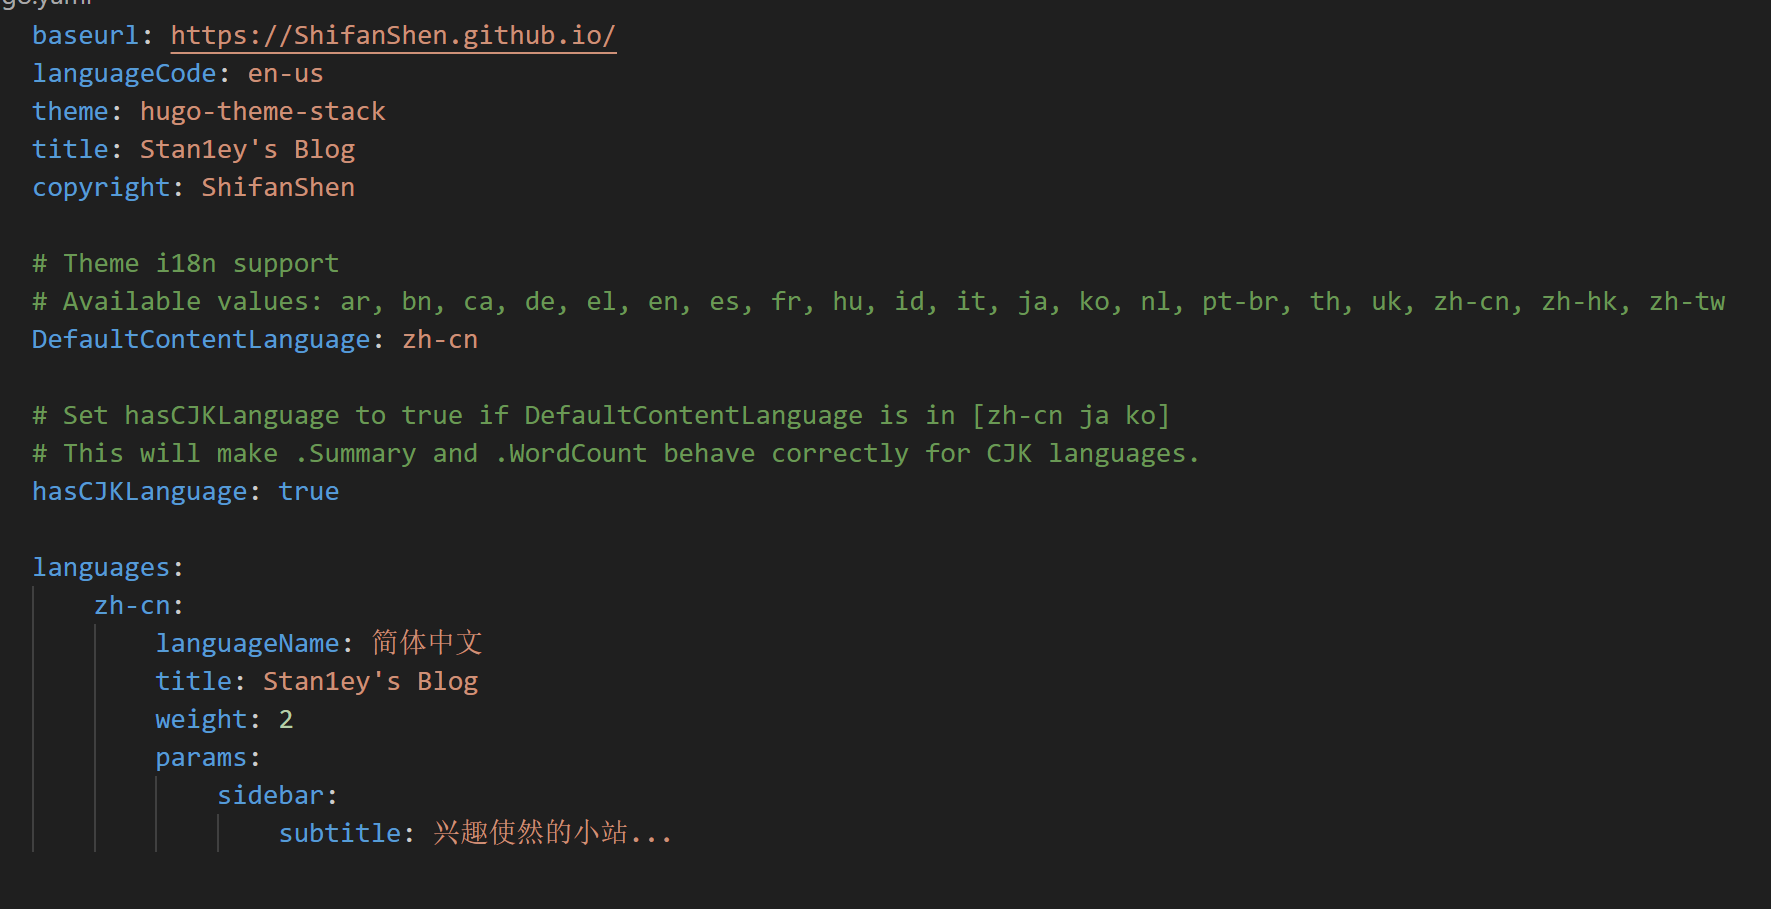 go.yaml
baseurl: https://ShifanShen.github.io/
languageCode: en-us
theme: hugo-theme-stack
title: Stan1ey's Blog
copyright: ShifanShen
# Theme i18n support
# Available values: ar, bn, ca, de, el, en, es, fr, hu, id, it, ja, ko, nl, pt-br, th, uk, zh-cn, zh-hk, zh-tw
DefaultContentLanguage: zh-cn
# Set hasCJKLanguage to true if DefaultContentLanguage is in [zh-cn ja ko]
# This will make .Summary and .WordCount behave correctly for CJK languages.
hasCJKLanguage: true
languages:
    zh-cn:
        languageName: 简体中文
        title: Stan1ey's Blog
        weight: 2
        params:
            sidebar:
                subtitle: 兴趣使然的小站...